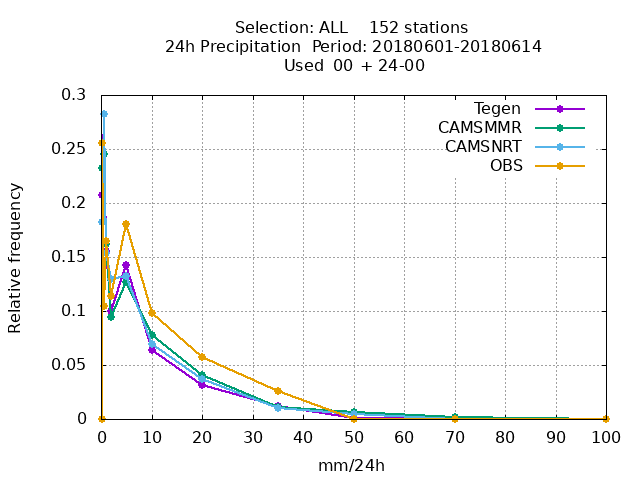 Selection: ALL    152 stations
24h Precipitation  Period: 20180601-20180614
Used  00 + 24-00
Tegen
CAMSMMR
CAMSNRT
OBS
0.3
0.25
0.2
0.15
0.1
0.05
0
Relative frequency
0 10 20 30 40 50 60 70 80 90 100
mm/24h